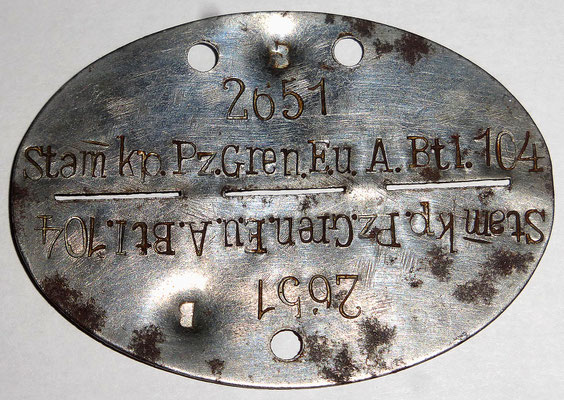 B
2651
Stam̅ kp. Pz.Gren.E.u. A. Btl. 104
Stam̅ kp. Pz.Gren.E.u. A. Btl. 104
2651
B